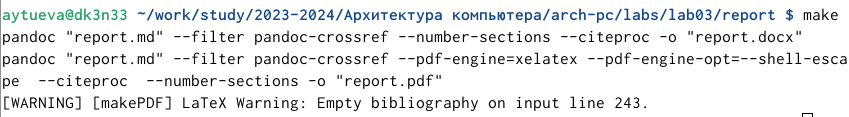 aytueva@dk3n33 ~/work/study/2023-2024/Архитектура компьютера/arch-pc/labs/lab03/report $ make
pandoc "report.md" --filter pandoc-crossref --number-sections --citeproc -o "report.docx"
pandoc "report.md" --filter pandoc-crossref --pdf-engine=xelatex --pdf-engine-opt=--shell-esca
pe  --citeproc  --number-sections -o "report.pdf"
[WARNING] [makePDF] LaTeX Warning: Empty bibliography on input line 243.